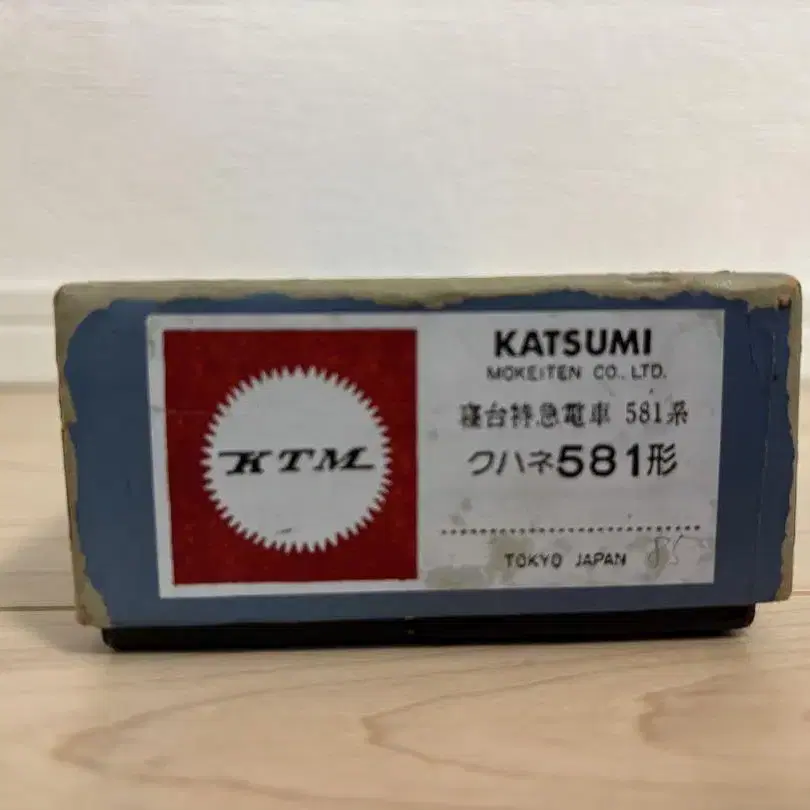 KTM
KATSUMI
MOKEITEN CO., LTD.
寝台特急電車 581系
クハネ581形
TOKYO JAPAN
85